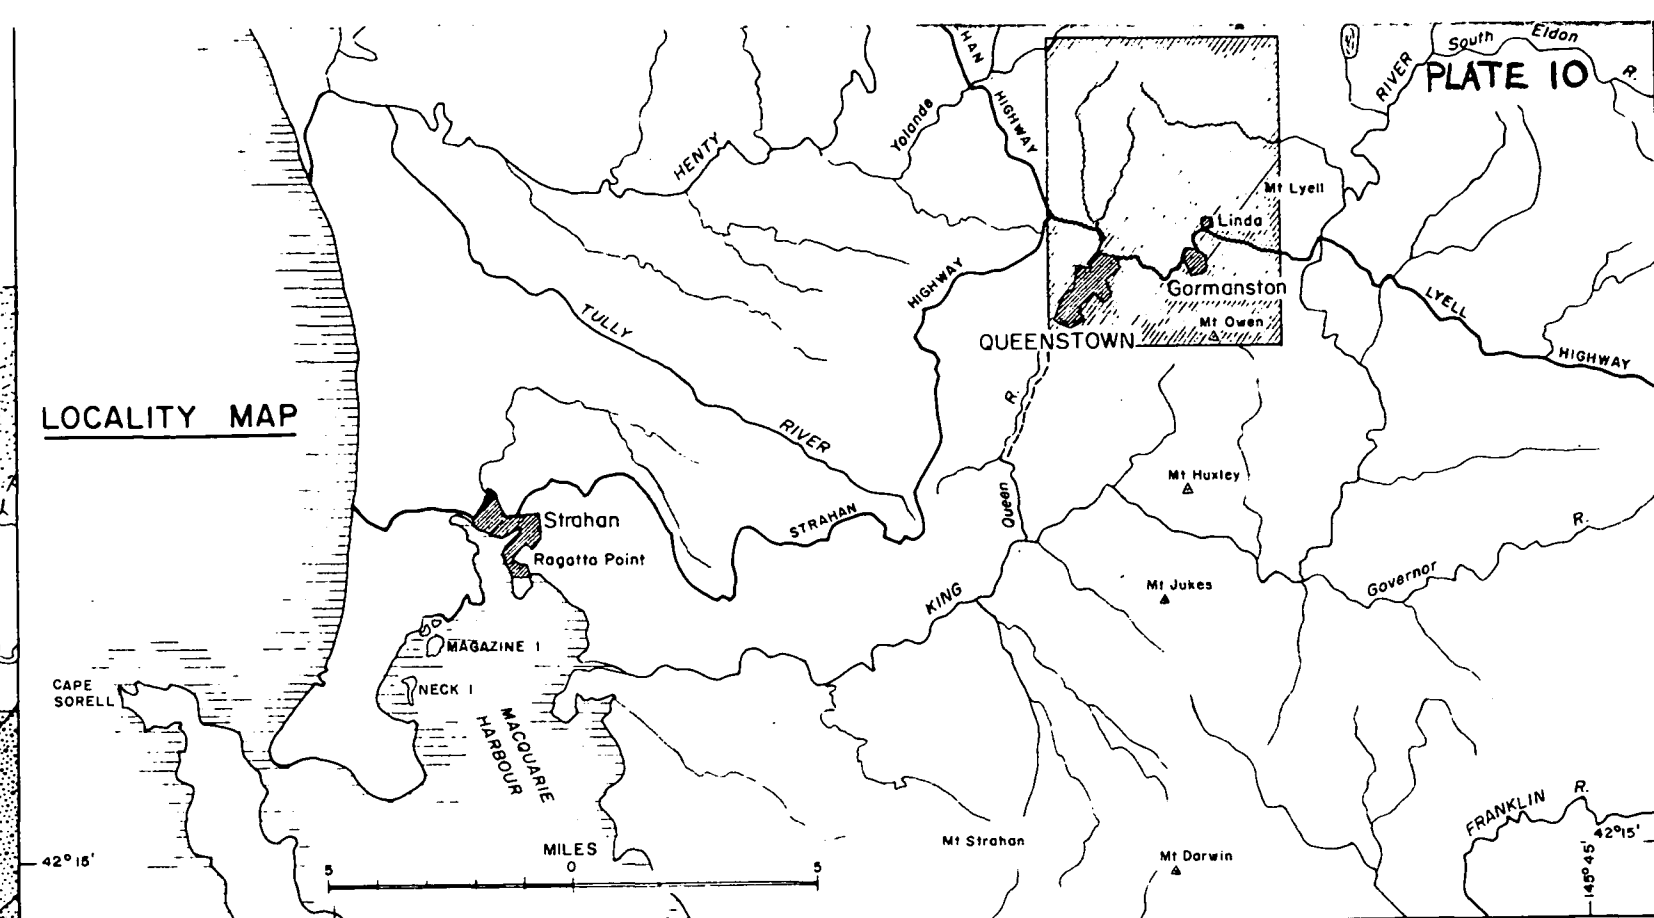 HAN
South Eldon
R.
RIVER
PLATE 10
HIGHWAY
Yolande
HENTY
Mt Lyell
Linda
HIGHWAY
Gormanston
LYELL
TULLY
Mt Owen
QUEENSTOWN
HIGHWAY
R.
LOCALITY MAP
RIVER
Mt Huxley
Queen
STRAHAN
Strahan
R.
Ragatta Point
Governor
Mt Jukes
KING
MAGAZINE I
NECK I
CAPE
SORELL
MACQUARIE
HARBOUR
FRANKLIN R.
42°15'
Mt Strahan
MILES
Mt Darwin
42°15'
5 0 5
145°45'